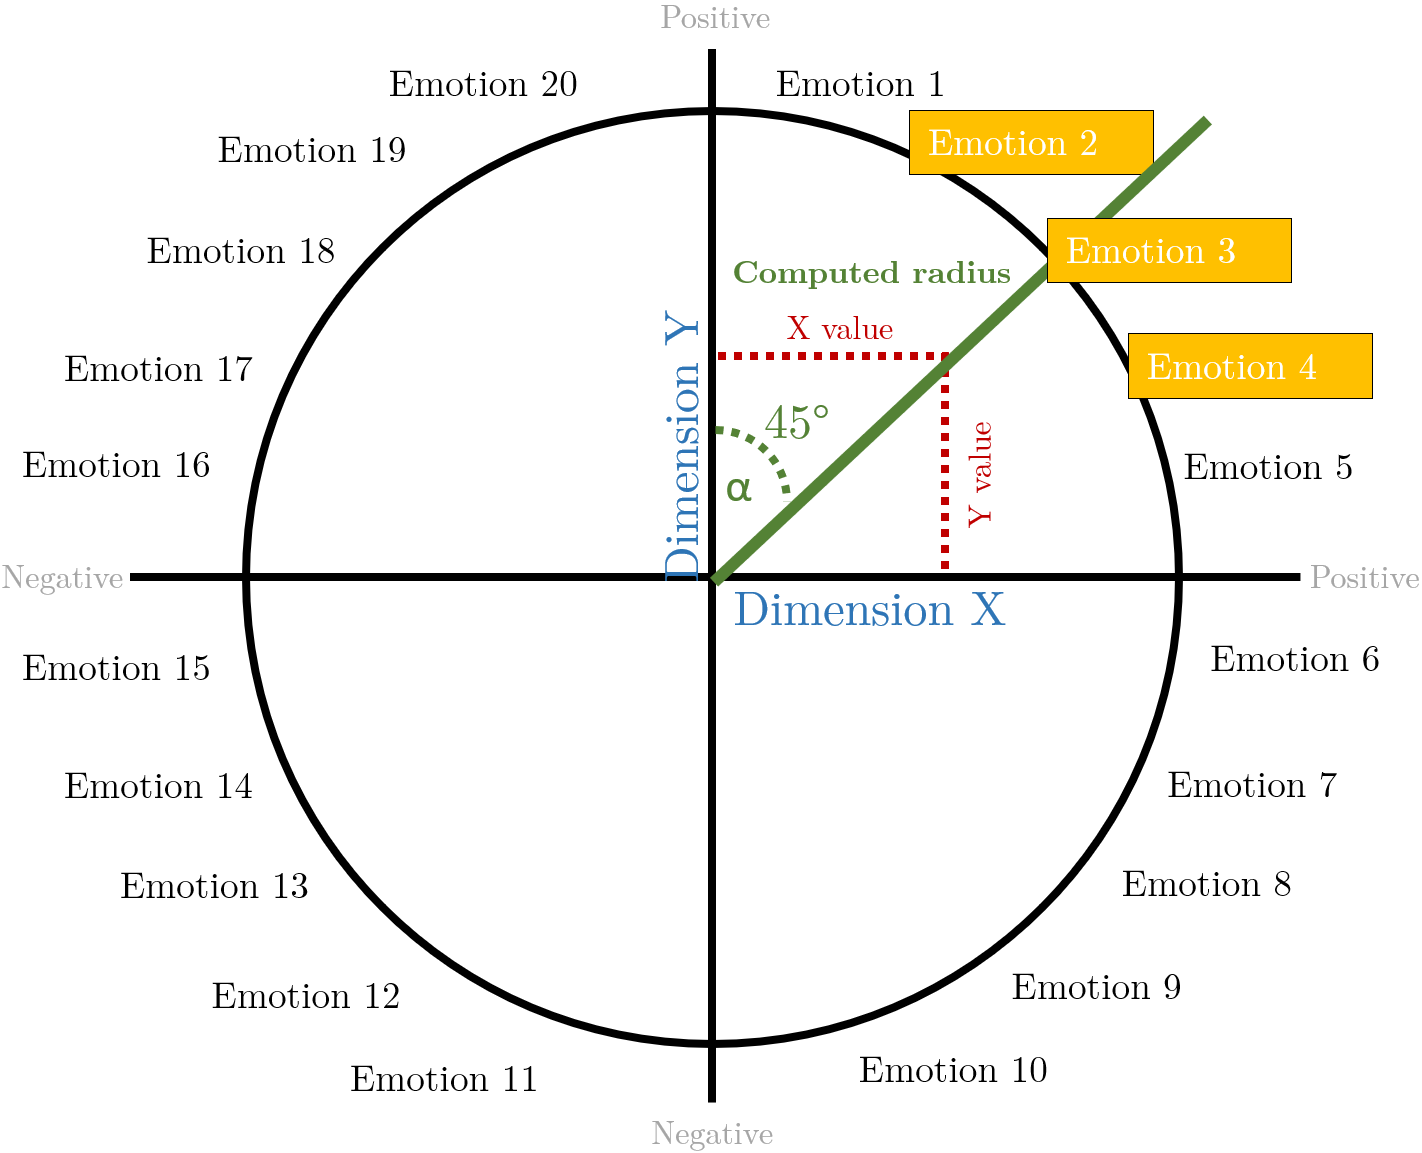 Positive
Emotion 20
Emotion 1
Emotion 19
Emotion 2
Emotion 18
Emotion 3
Computed radius
X value
Emotion 17
Emotion 4
Dimension Y
45°
Emotion 16
Emotion 5
α
Y value
Negative
Positive
Dimension X
Emotion 15
Emotion 6
Emotion 14
Emotion 7
Emotion 13
Emotion 8
Emotion 12
Emotion 9
Emotion 11
Emotion 10
Negative